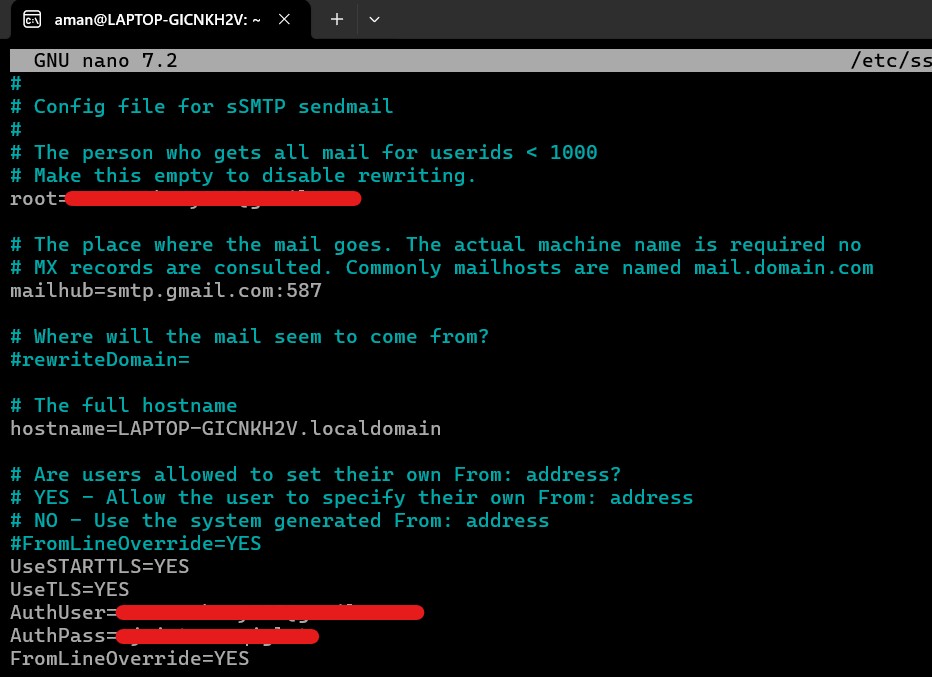 aman@LAPTOP-GICNKH2V: ~
GNU nano 7.2 /etc/ss
#
# Config file for sSMTP sendmail
#
# The person who gets all mail for userids < 1000
# Make this empty to disable rewriting.
root=
# The place where the mail goes. The actual machine name is required no
# MX records are consulted. Commonly mailhosts are named mail.domain.com
mailhub=smtp.gmail.com:587
# Where will the mail seem to come from?
#rewriteDomain=
# The full hostname
hostname=LAPTOP-GICNKH2V.localdomain
# Are users allowed to set their own From: address?
# YES - Allow the user to specify their own From: address
# NO - Use the system generated From: address
#FromLineOverride=YES
UseSTARTTLS=YES
UseTLS=YES
AuthUser=
AuthPass=
FromLineOverride=YES